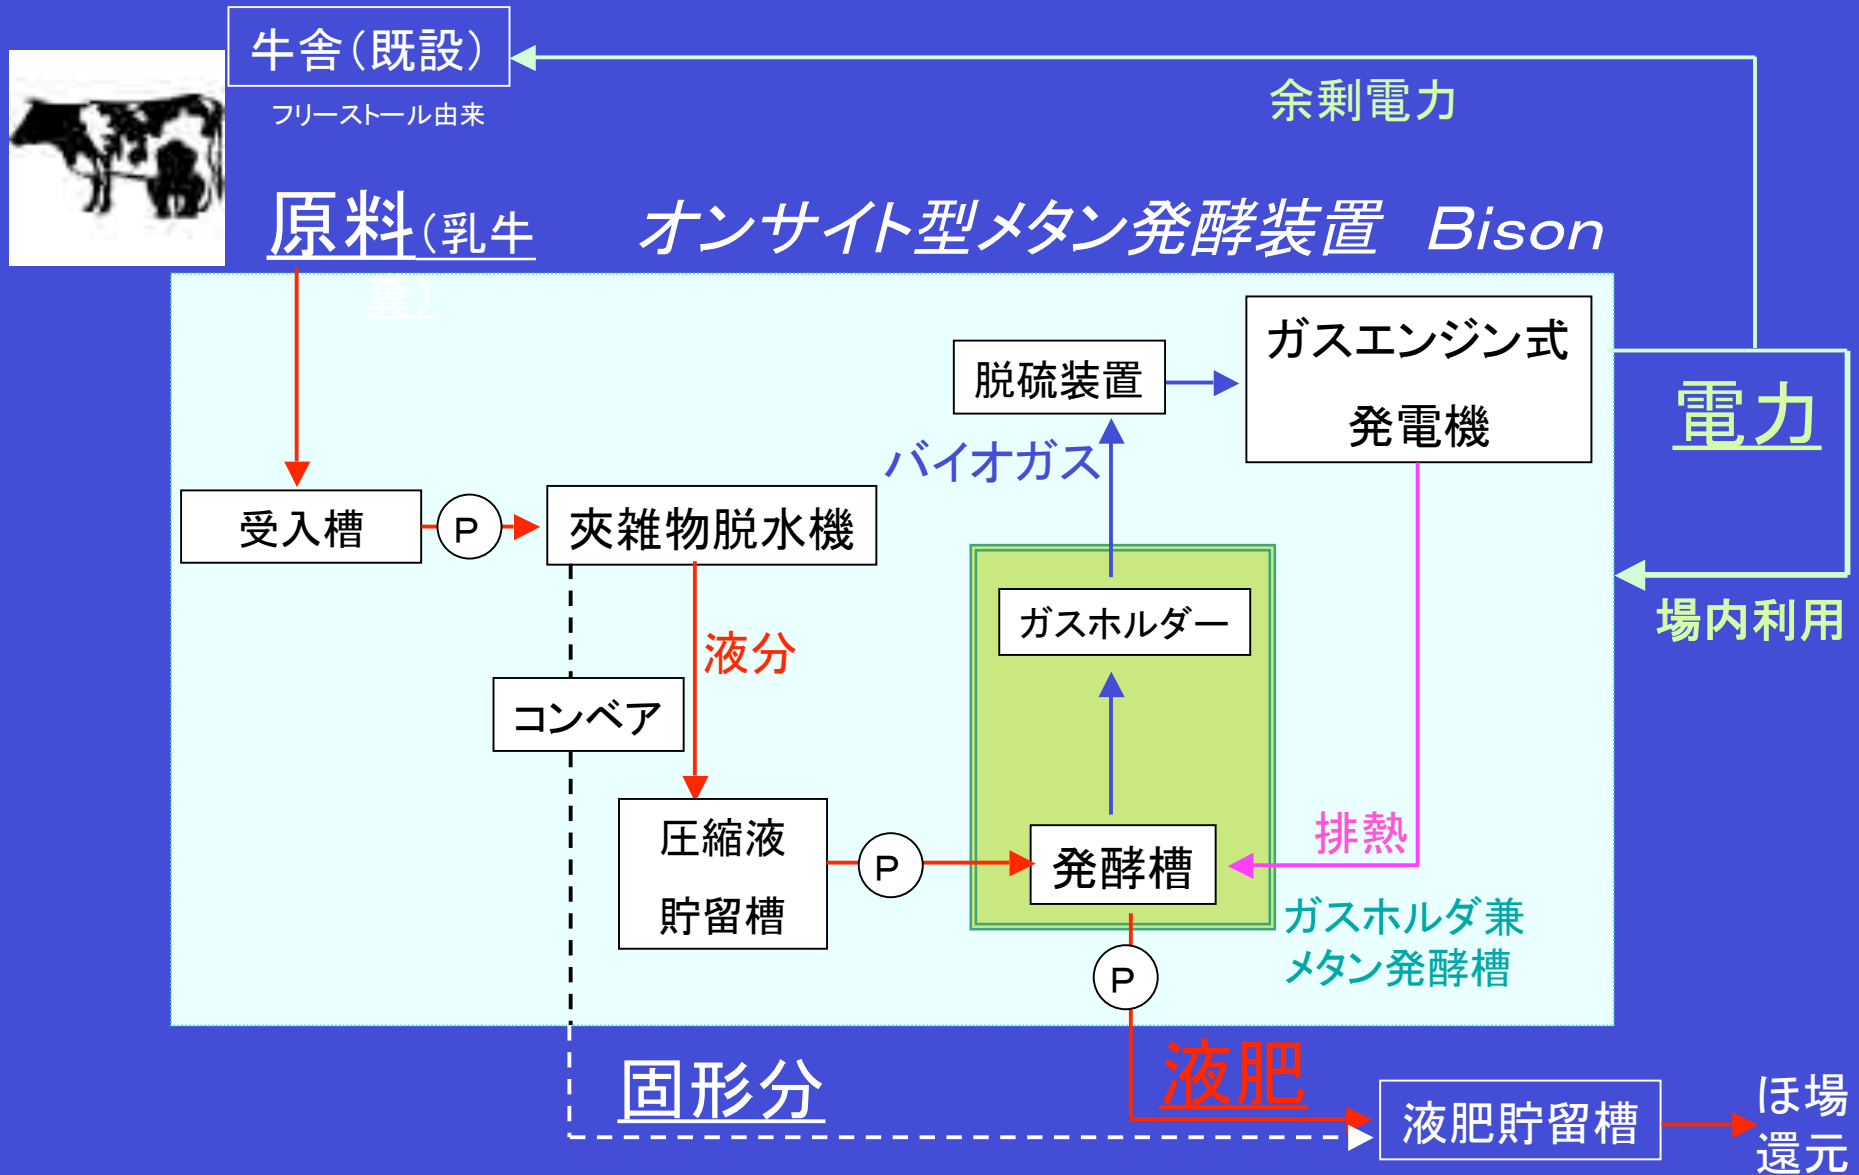 牛舎（既設）
フリーストール由来
余剰電力
原料（乳牛
糞）
オンサイト型メタン発酵装置　Bison
ガスエンジン式
発電機
脱硫装置
電力
バイオガス
受入槽
P
夾雑物脱水機
ガスホルダー
場内利用
液分
コンベア
圧縮液
貯留槽
P
発酵槽
排熱
ガスホルダ兼
メタン発酵槽
P
固形分
液肥
液肥貯留槽
ほ場
還元